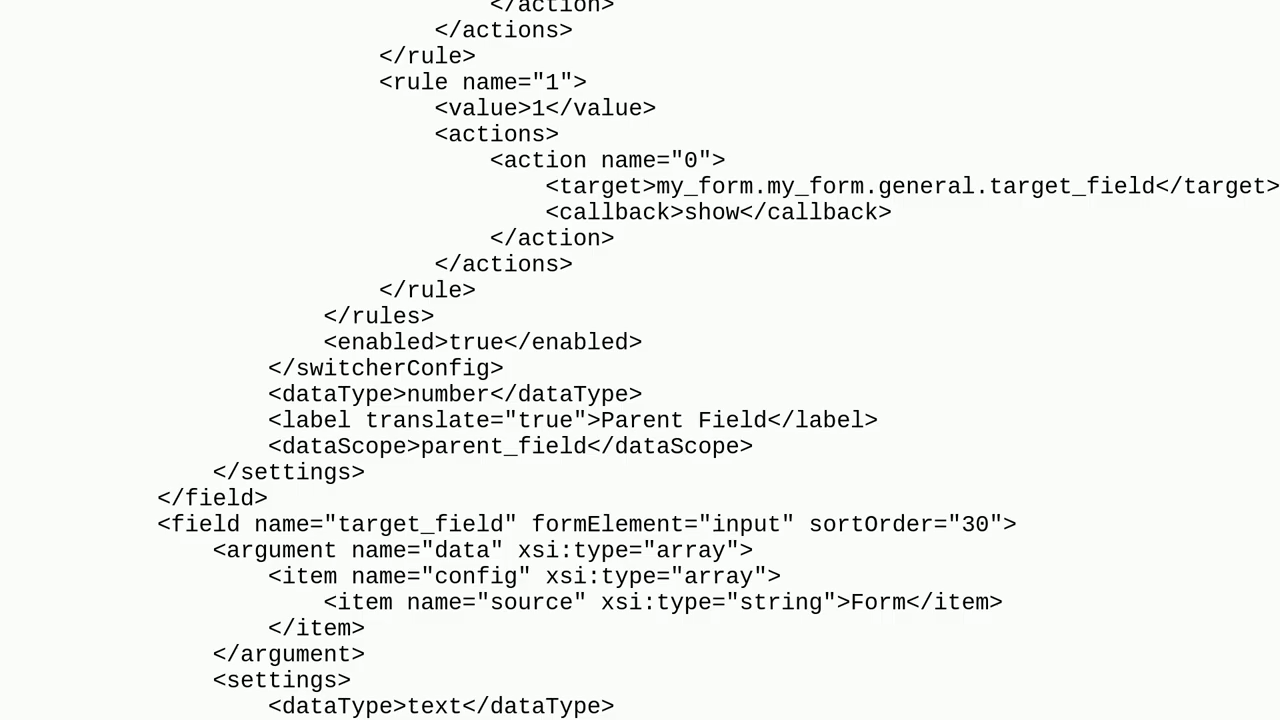 </action>
</actions>
</rule>
<rule name="1">
<value>1</value>
<actions>
<action name="0">
<target>my_form.my_form.general.target_field</target>
<callback>show</callback>
</action>
</actions>
</rule>
</rules>
<enabled>true</enabled>
</switcherConfig>
<dataType>number</dataType>
<label translate="true">Parent Field</label>
<dataScope>parent_field</dataScope>
</settings>
</field>
<field name="target_field" formElement="input" sortOrder="30">
<argument name="data" xsi:type="array">
<item name="config" xsi:type="array">
<item name="source" xsi:type="string">Form</item>
</item>
</argument>
<settings>
<dataType>text</dataType>